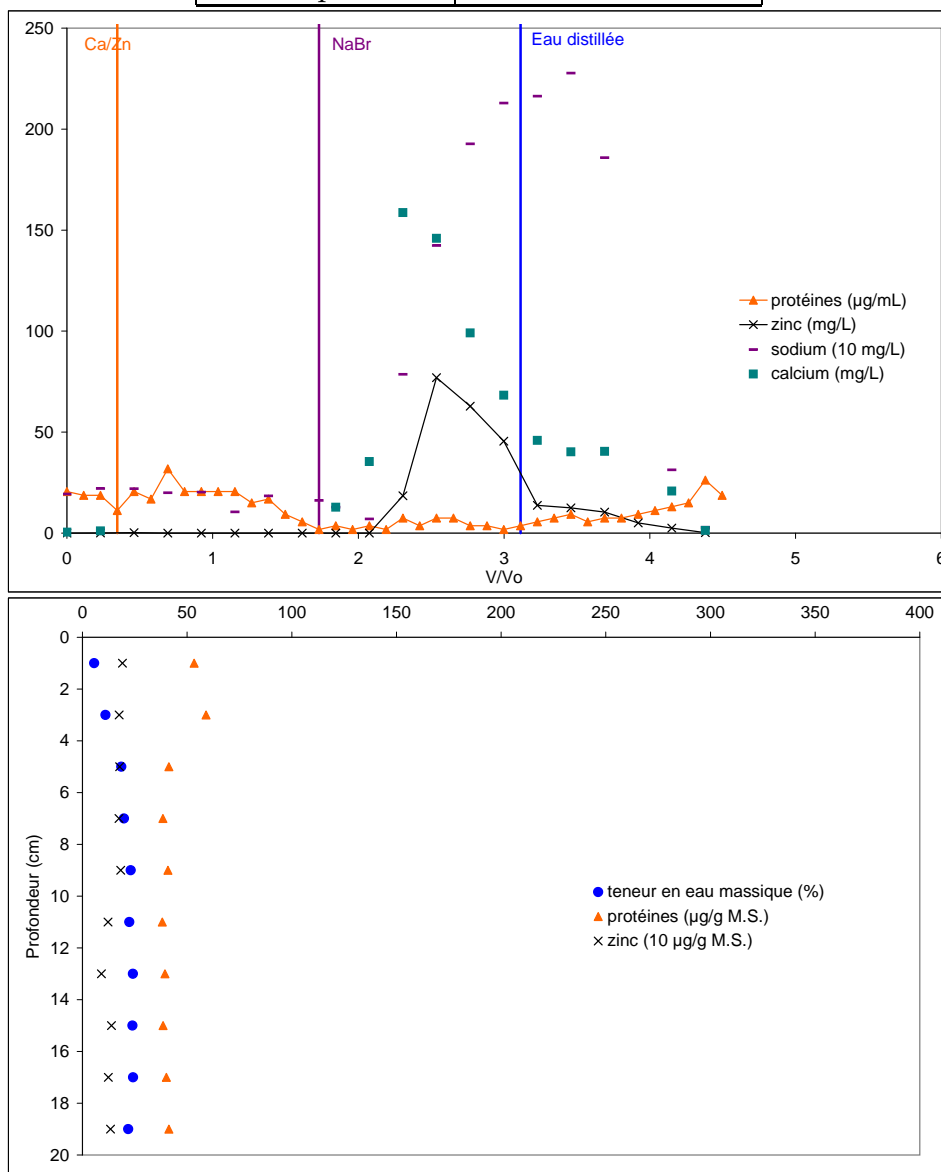 250
Ca/Zn
NaBr
Eau distillée
200
150
protéines (µg/mL)
100
zinc (mg/L)
sodium (10 mg/L)
calcium (mg/L)
50
0
0 1 2 3 4 5 6
V/Vo
0 50 100 150 200 250 300 350 400
0
2
4
6
8
Profondeur (cm)
10
teneur en eau massique (%)
protéines (µg/g M.S.)
12
zinc (10 µg/g M.S.)
14
16
18
20